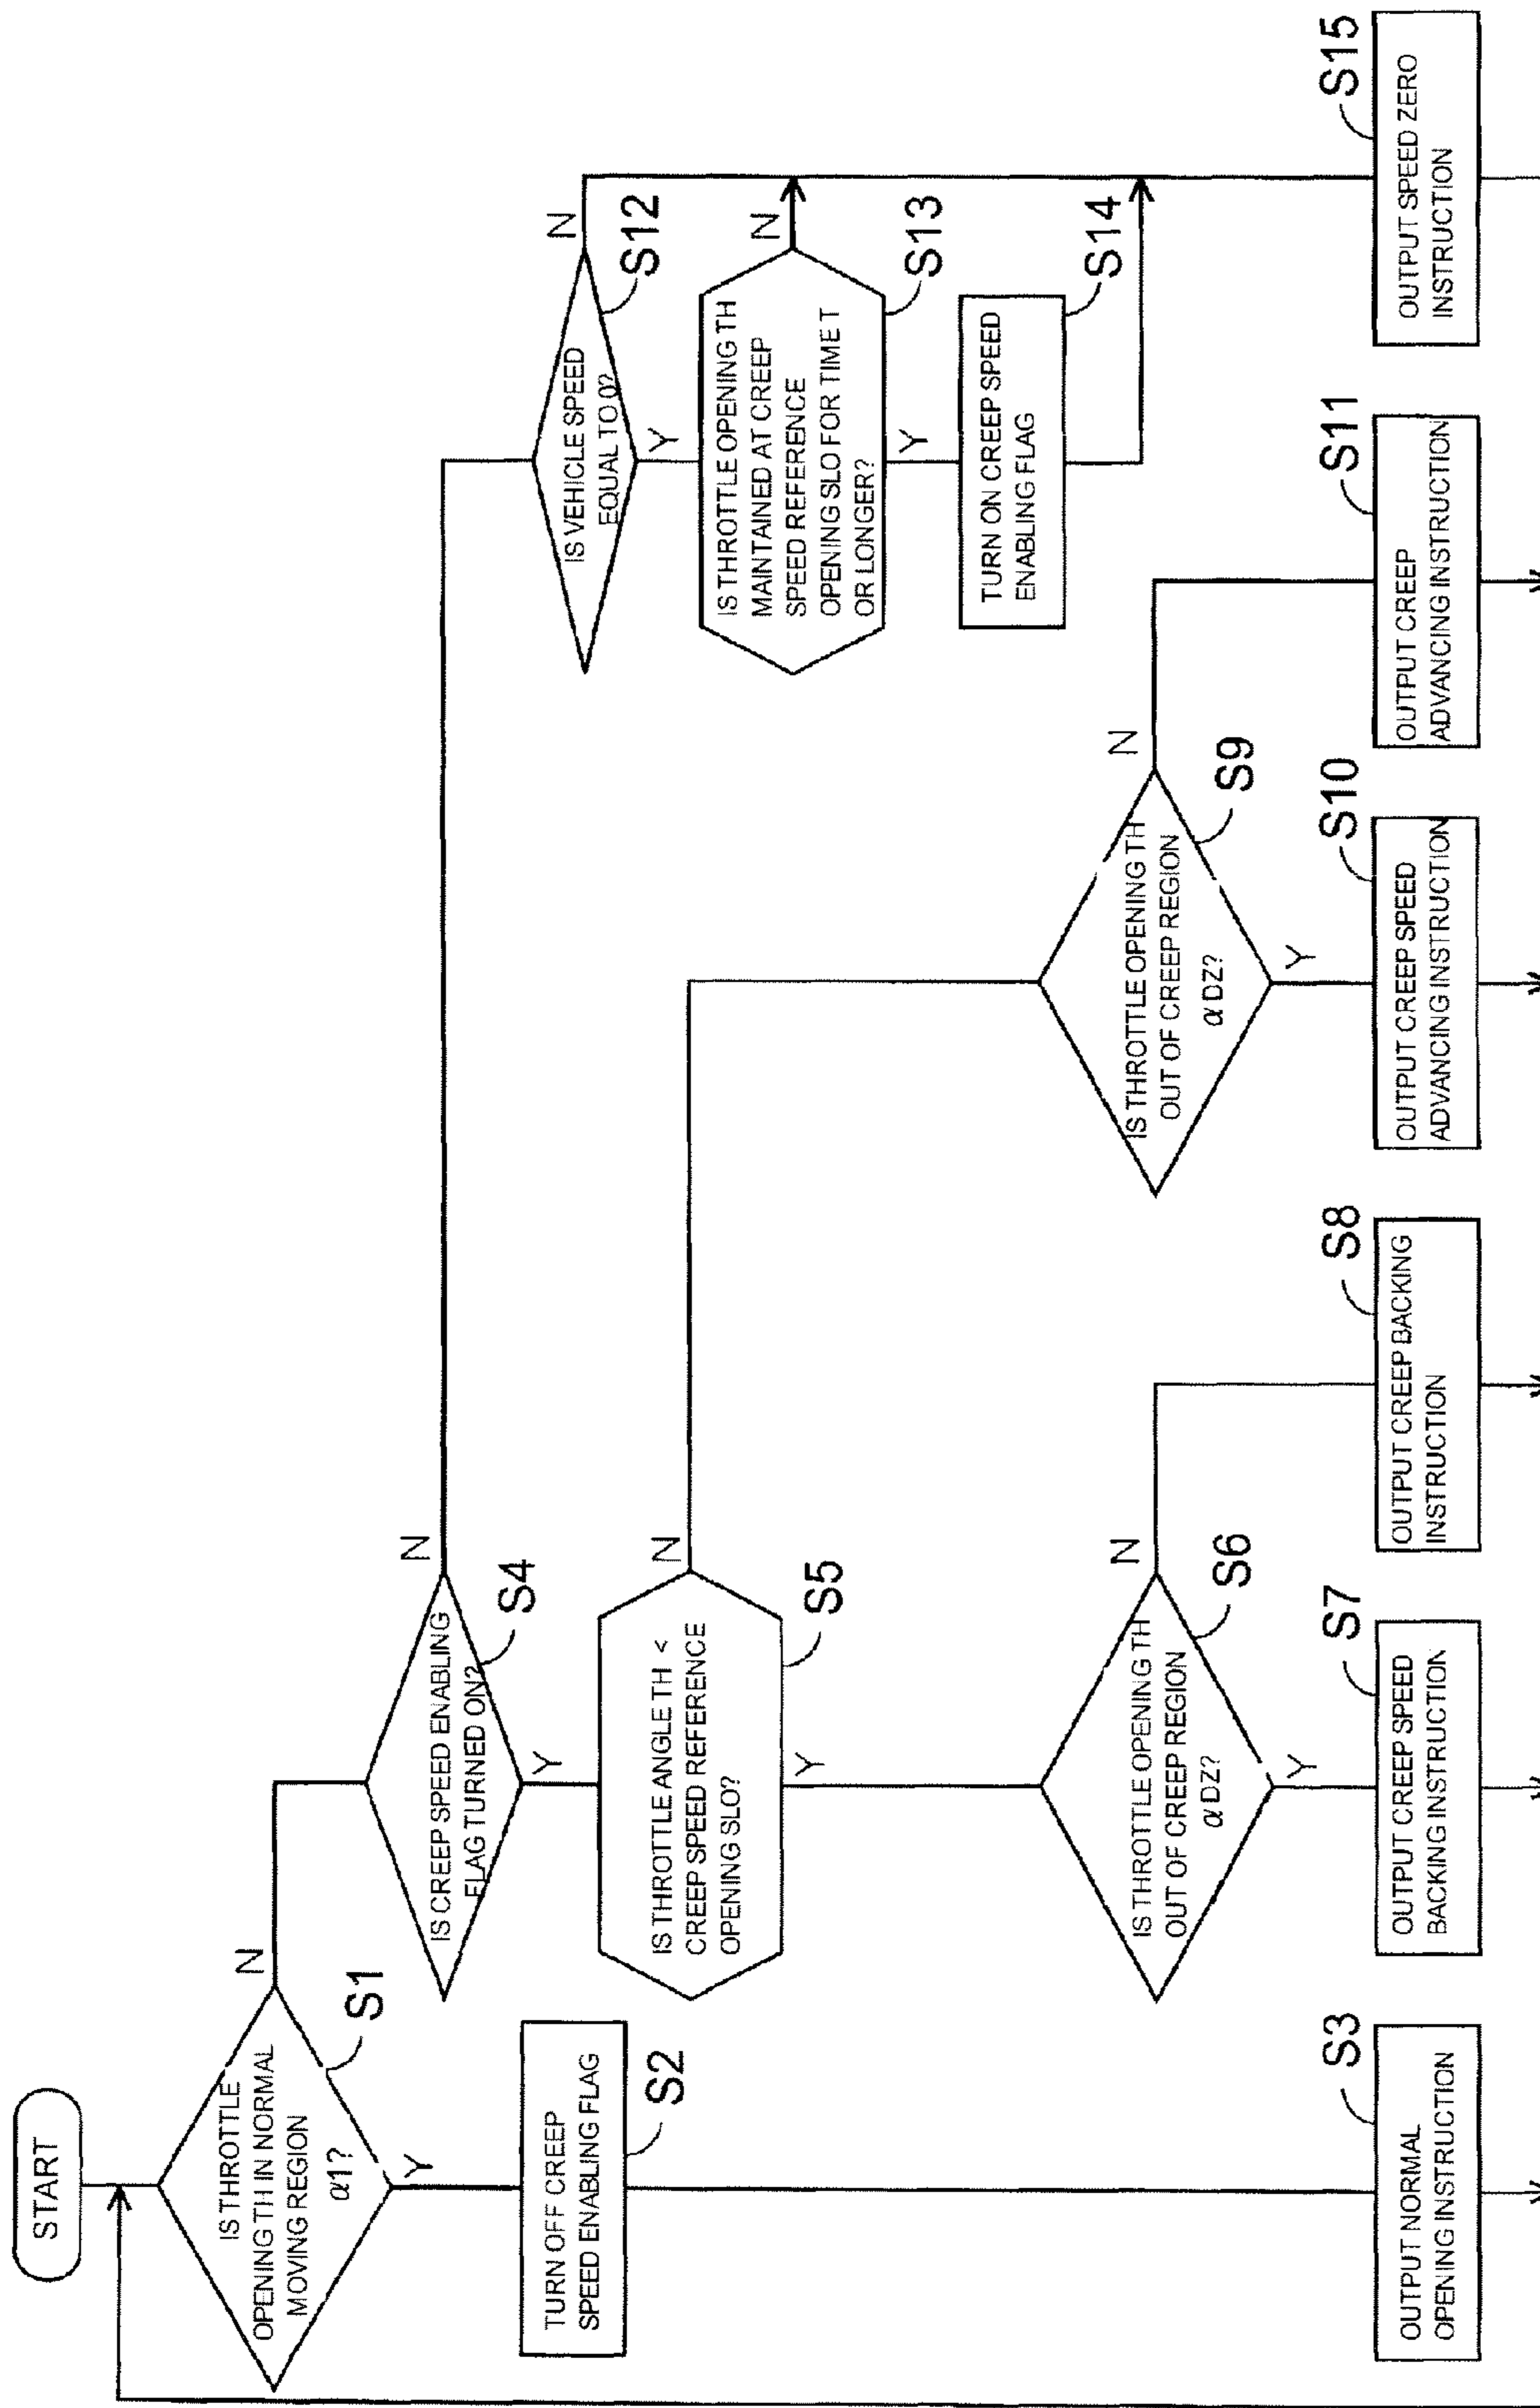 START
IS THROTTLE
OPENING TH IN NORMAL
MOVING REGION
α1?
S1
N
Y
TURN OFF CREEP
SPEED ENABLING FLAG
S2
OUTPUT NORMAL
OPENING INSTRUCTION
S3
IS CREEP SPEED ENABLING
FLAG TURNED ON?
S4
N
Y
IS THROTTLE ANGLE TH <
CREEP SPEED REFERENCE
OPENING SLO?
S5
N
Y
IS THROTTLE OPENING TH
OUT OF CREEP REGION
α DZ?
S6
N
Y
OUTPUT CREEP SPEED
BACKING INSTRUCTION
S7
OUTPUT CREEP BACKING
INSTRUCTION
S8
IS THROTTLE OPENING TH
OUT OF CREEP REGION
α DZ?
S9
N
Y
OUTPUT CREEP SPEED
ADVANCING INSTRUCTION
S10
OUTPUT CREEP
ADVANCING INSTRUCTION
S11
IS VEHICLE SPEED
EQUAL TO 0?
S12
N
Y
IS THROTTLE OPENING TH
MAINTAINED AT CREEP
SPEED REFERENCE
OPENING SLO FOR TIME T
OR LONGER?
S13
N
Y
TURN ON CREEP SPEED
ENABLING FLAG
S14
OUTPUT SPEED ZERO
INSTRUCTION
S15